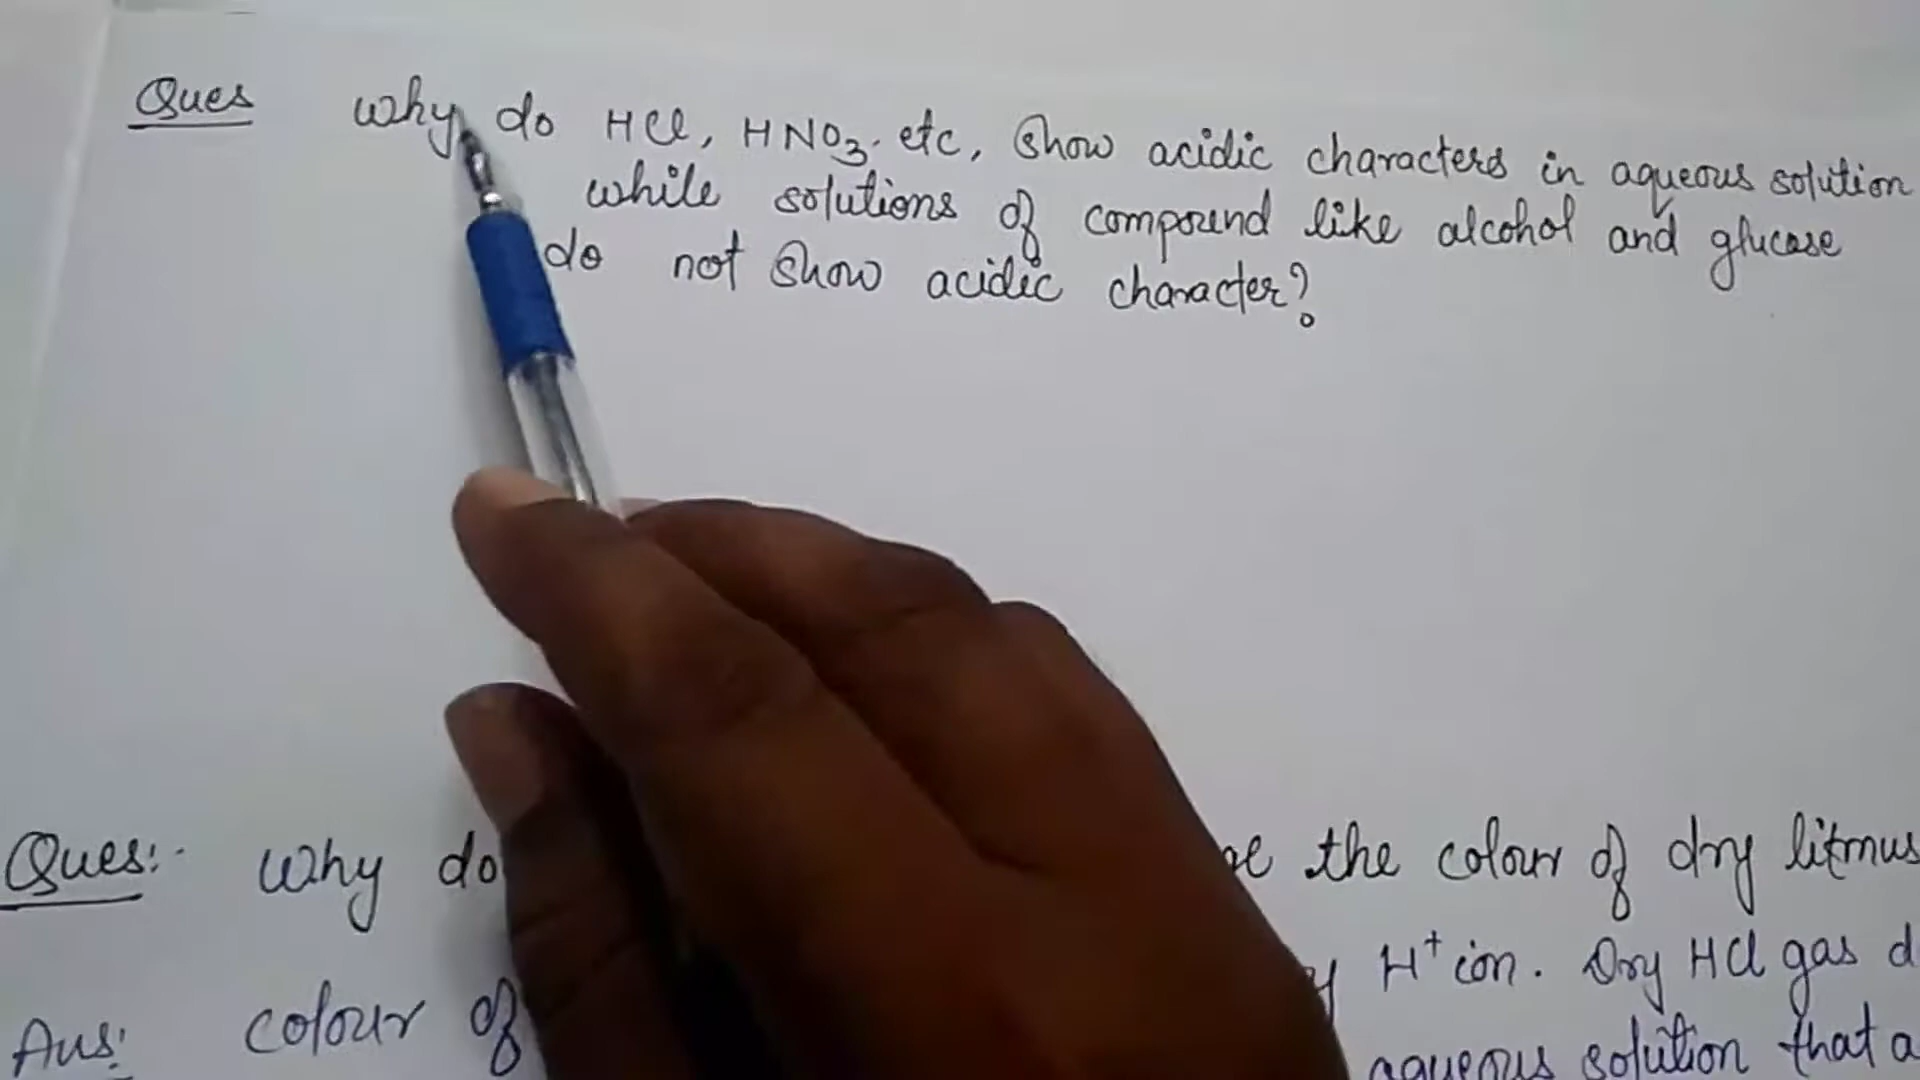 Ques why do HCl, HNO3. etc, Show acidic characters in aqueous solution
while solutions of compound like alcohol and glucose
do not Show acidic character?
Ques:- Why do the colour of dry litmus
Ans: colour of H+ ion. Dry HCl gas d
aqueous solution that a